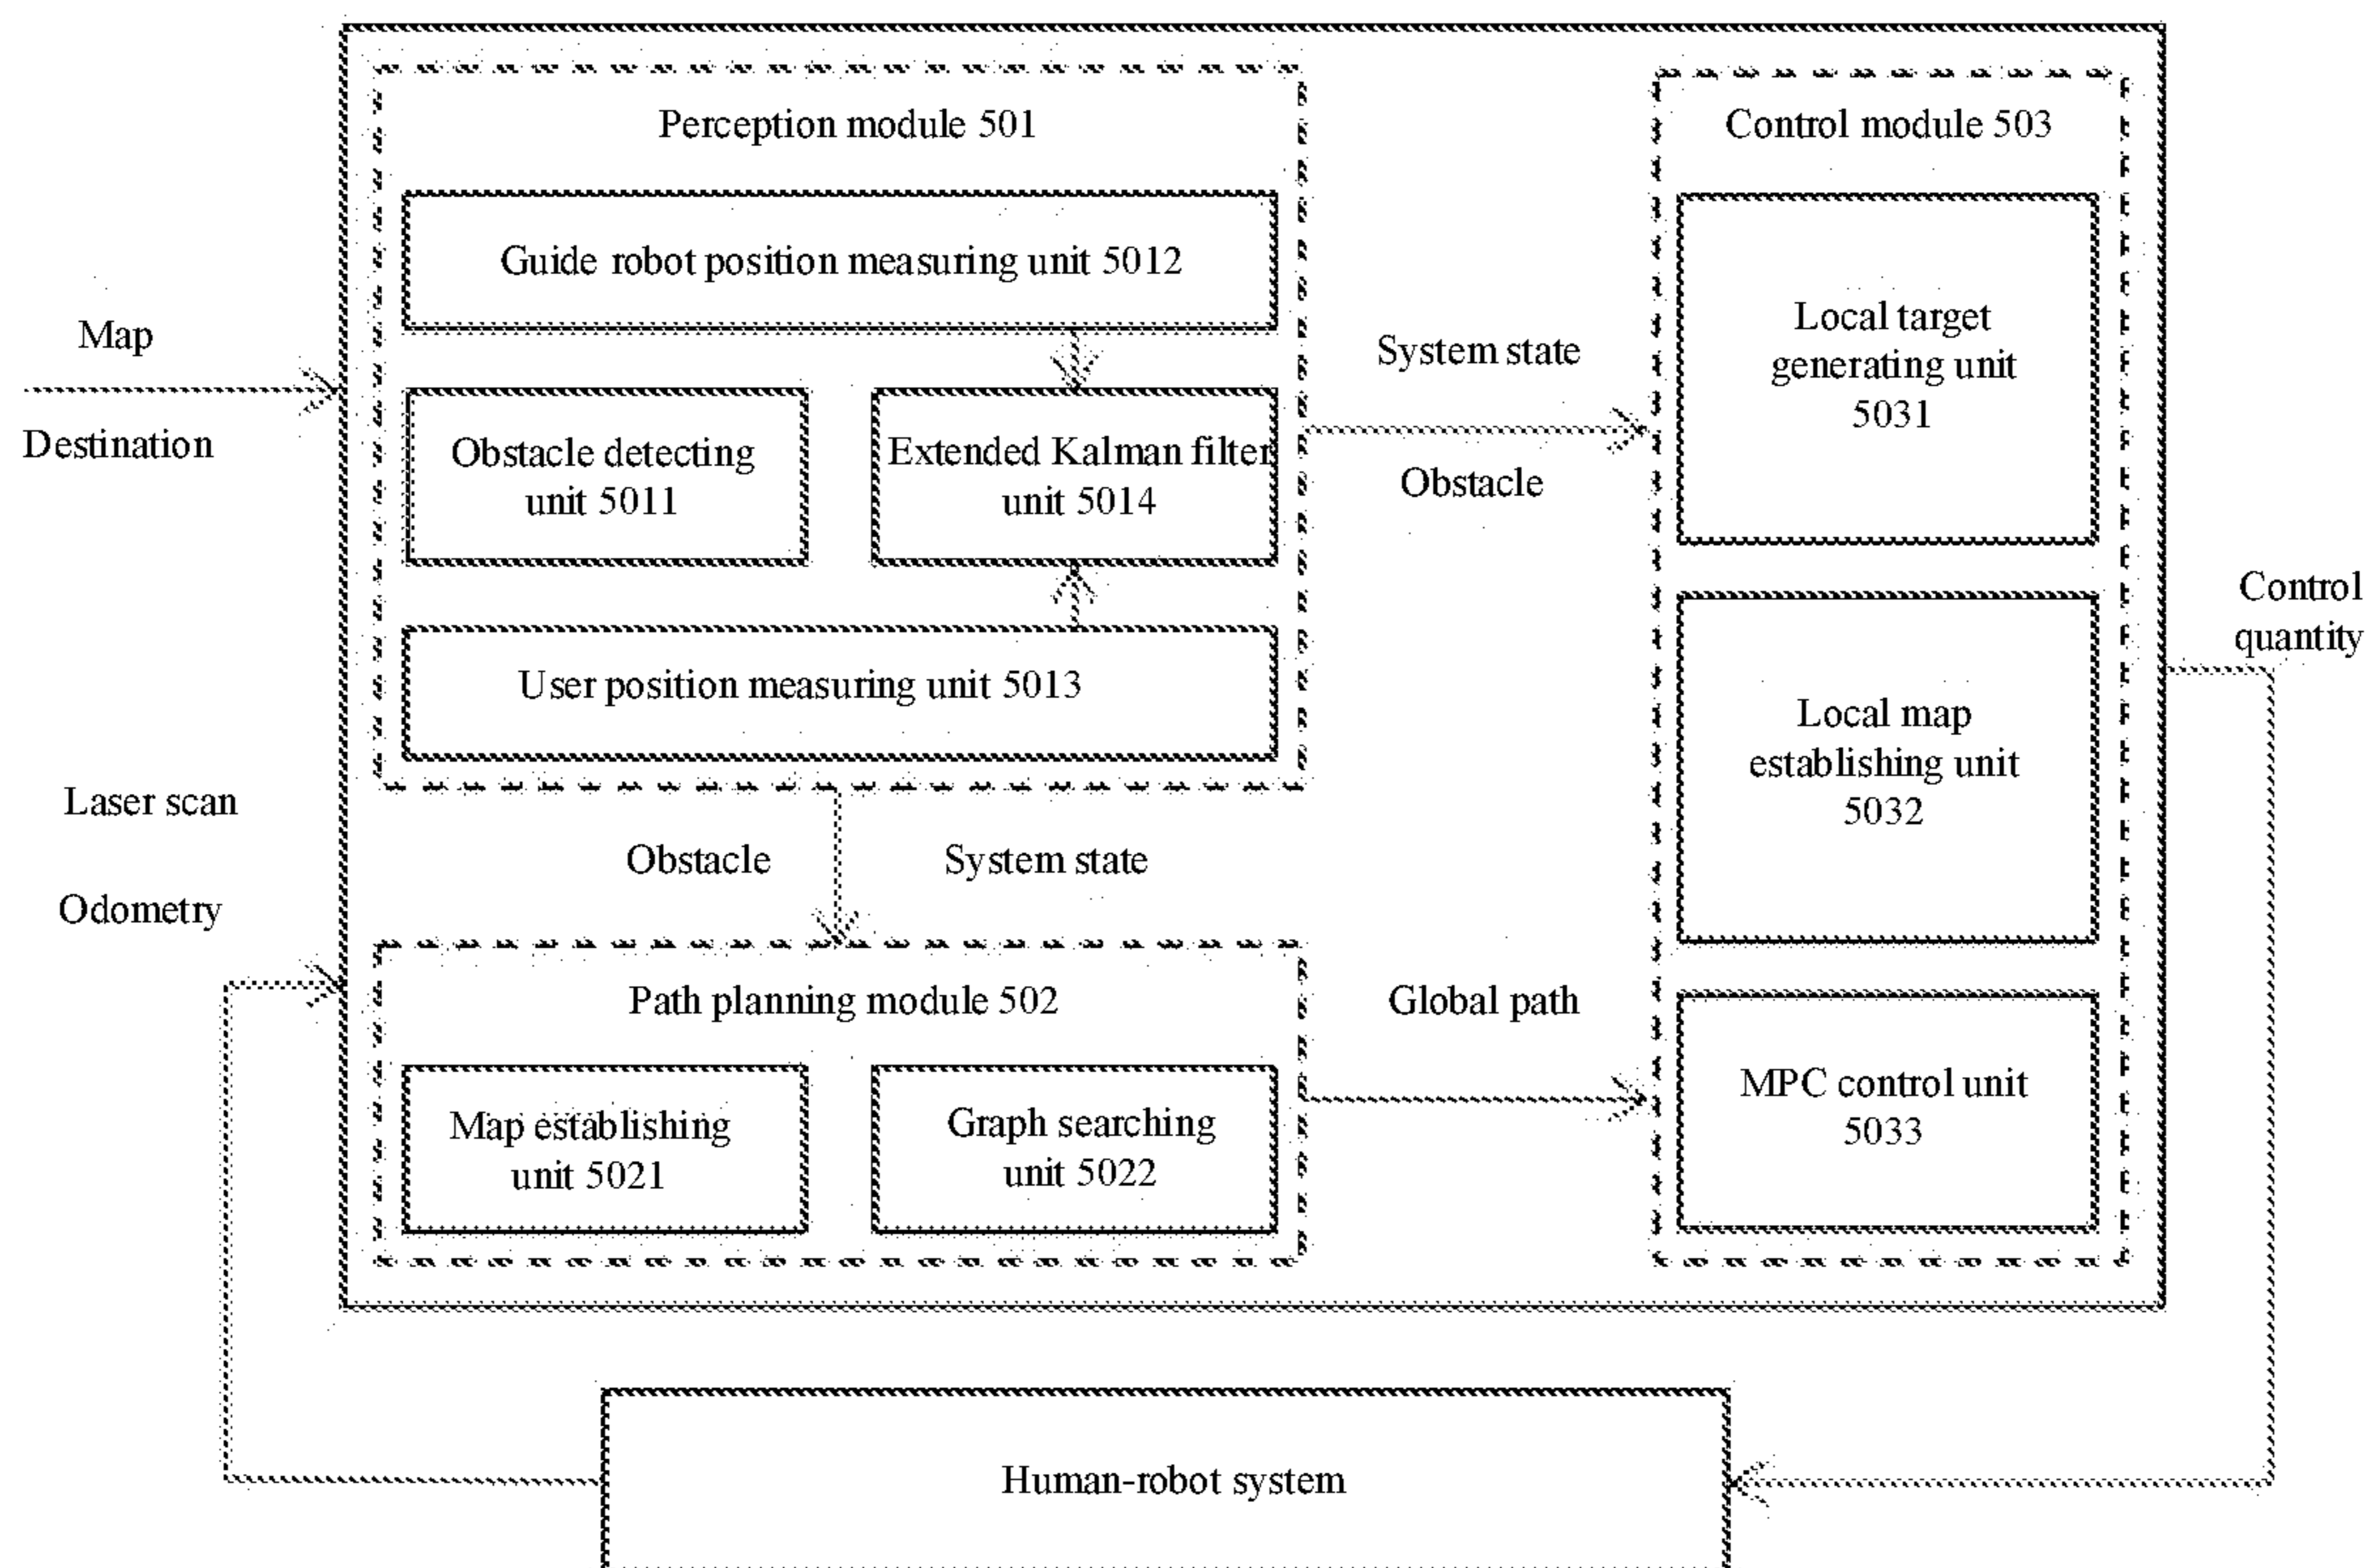 Perception module 501
Control module 503
Guide robot position measuring unit 5012
Map
Destination
Obstacle detecting
unit 5011
Extended Kalman filter
unit 5014
System state
Obstacle
Local target
generating unit
5031
User position measuring unit 5013
Control
quantity
Local map
establishing unit
5032
Laser scan
Odometry
Obstacle
System state
Path planning module 502
Global path
Map establishing
unit 5021
Graph searching
unit 5022
MPC control unit
5033
Human-robot system